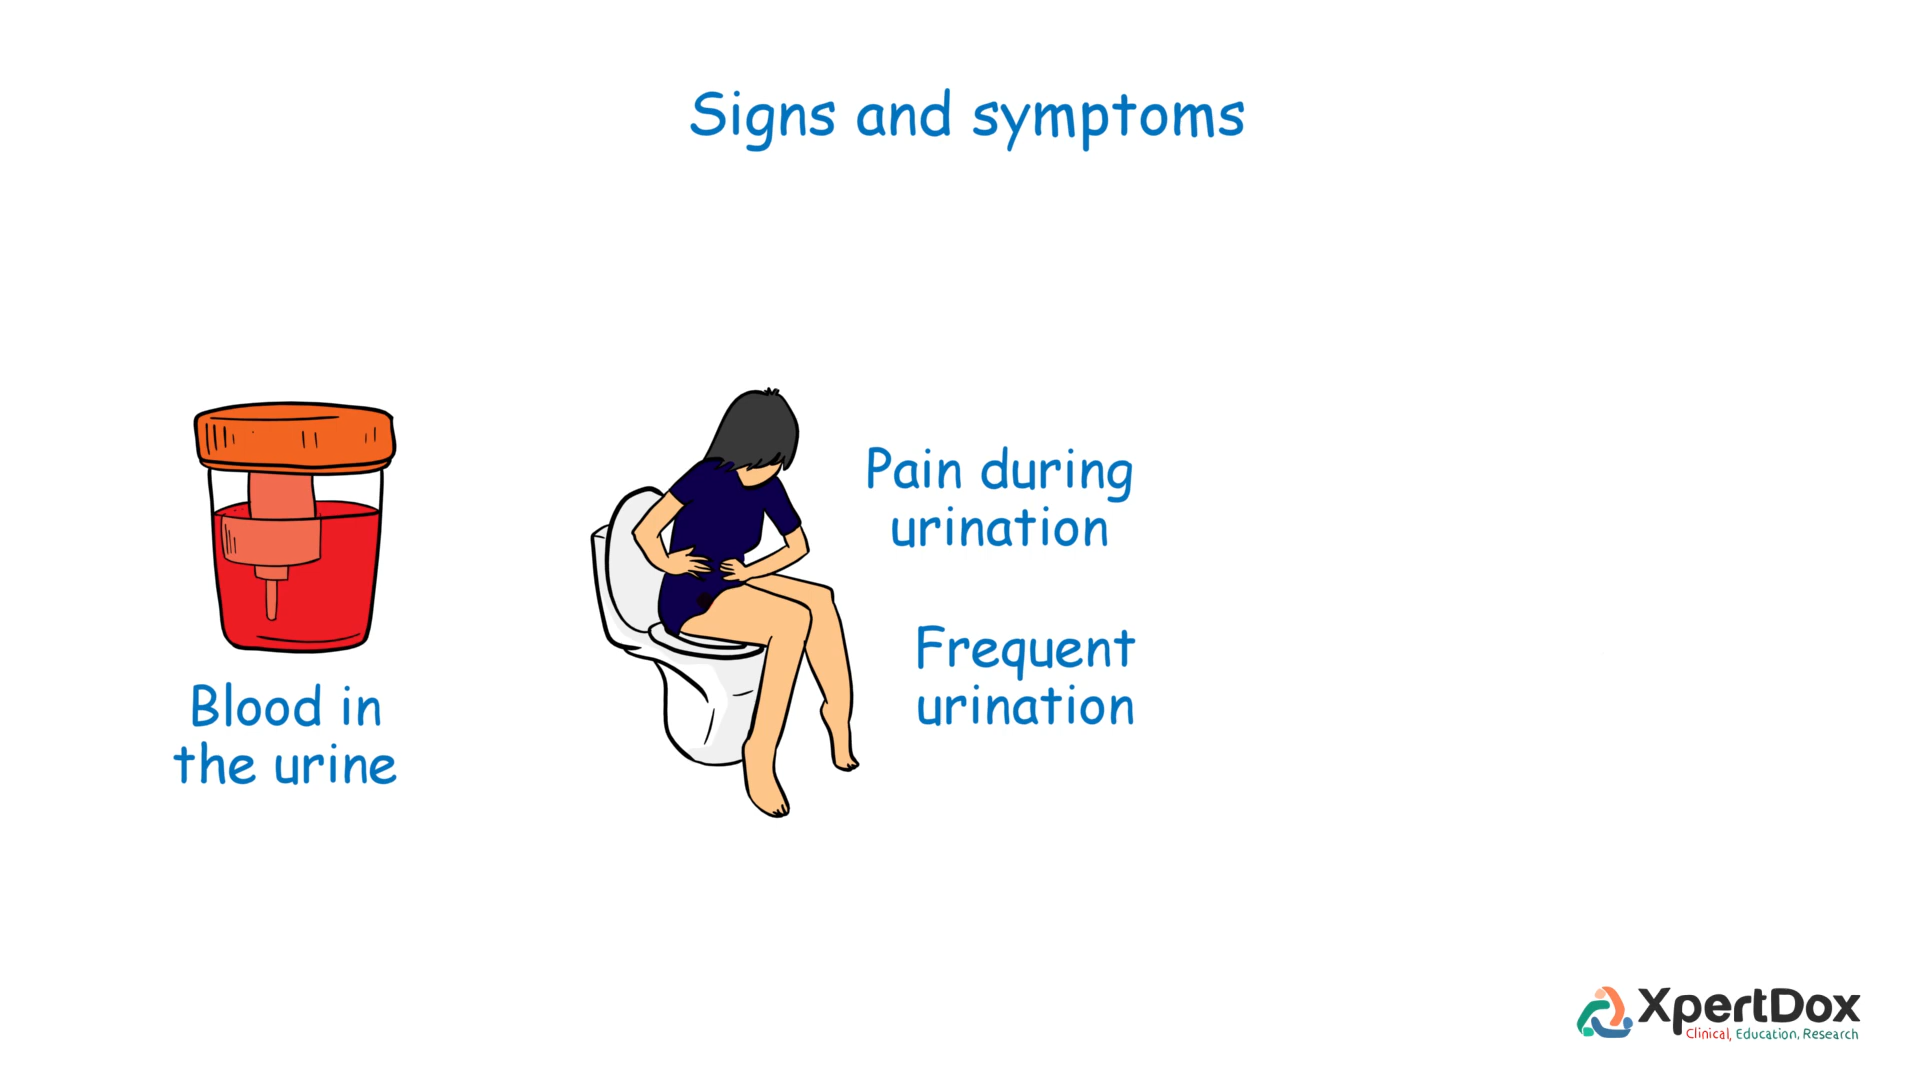 Signs and symptoms
Blood in
the urine
Pain during
urination
Frequent
urination
XpertDox
Clinical, Education, Research